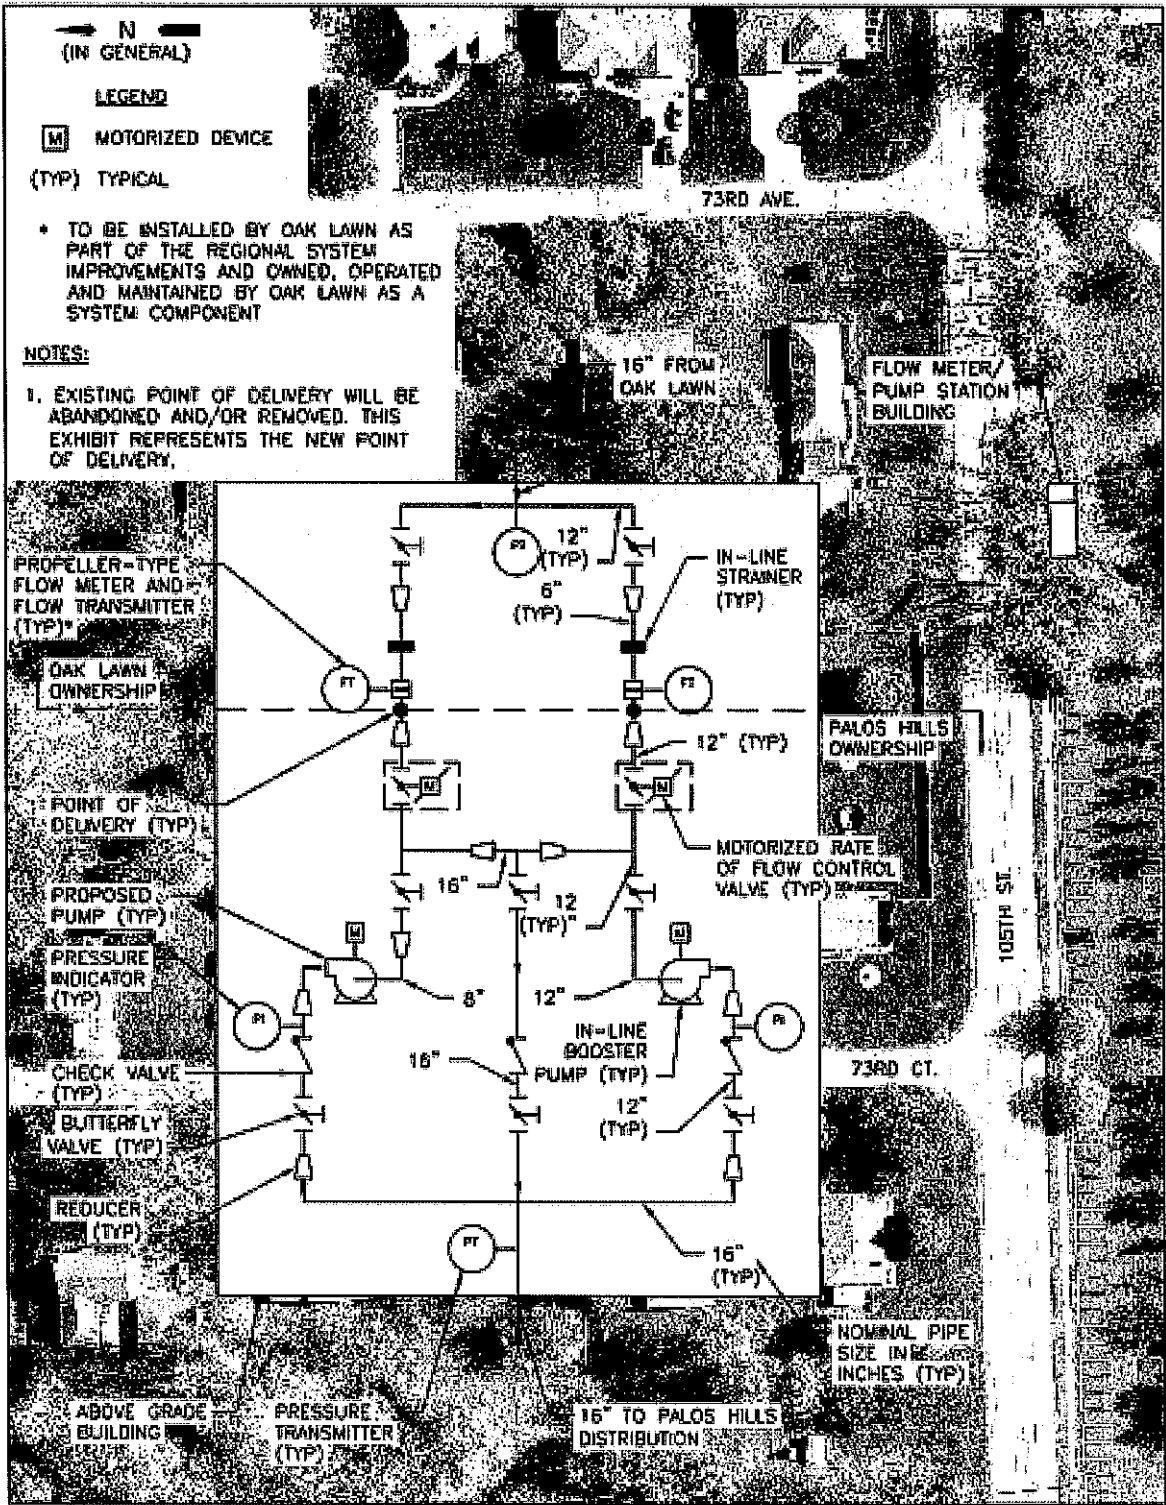 N
(IN GENERAL)
LEGEND
M MOTORIZED DEVICE
(TYP) TYPICAL
* TO BE INSTALLED BY OAK LAWN AS
PART OF THE REGIONAL SYSTEM
IMPROVEMENTS AND OWNED, OPERATED
AND MAINTAINED BY OAK LAWN AS A
SYSTEM COMPONENT
NOTES:
1. EXISTING POINT OF DELIVERY WILL BE
ABANDONED AND/OR REMOVED. THIS
EXHIBIT REPRESENTS THE NEW POINT
OF DELIVERY.
73RD AVE.
16" FROM
OAK LAWN
FLOW METER/
PUMP STATION
BUILDING
12"
(TYP)
6"
(TYP)
IN-LINE
STRAINER
(TYP)
PROPELLER-TYPE
FLOW METER AND
FLOW TRANSMITTER
(TYP)*
OAK LAWN
OWNERSHIP
FT
PALOS HILLS
OWNERSHIP
12" (TYP)
M
M
POINT OF
DELIVERY (TYP)
MOTORIZED RATE
OF FLOW CONTROL
VALVE (TYP)
16"
12
(TYP)"
PROPOSED
PUMP (TYP)
M
M
105TH ST.
PRESSURE
INDICATOR
(TYP)
8"
12"
PI
IN-LINE
BOOSTER
PUMP (TYP)
16"
CHECK VALVE
(TYP)
73RD CT.
12"
(TYP)
BUTTERFLY
VALVE (TYP)
REDUCER
(TYP)
PT
16"
(TYP)
NOMINAL PIPE
SIZE IN
INCHES (TYP)
ABOVE GRADE
BUILDING
PRESSURE
TRANSMITTER
(TYP)
16" TO PALOS HILLS
DISTRIBUTION